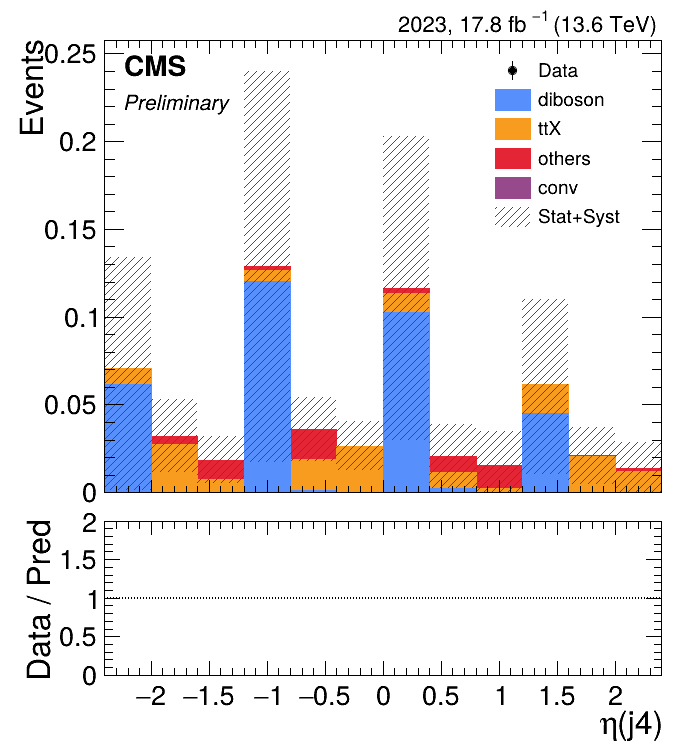 2023, 17.8 fb⁻¹ (13.6 TeV)
Events
CMS
Preliminary
Data
diboson
ttX
others
conv
Stat+Syst
0.25
0.2
0.15
0.1
0.05
0
Data / Pred
2
1.5
1
0.5
0
−2 −1.5 −1 −0.5 0 0.5 1 1.5 2
η(j4)